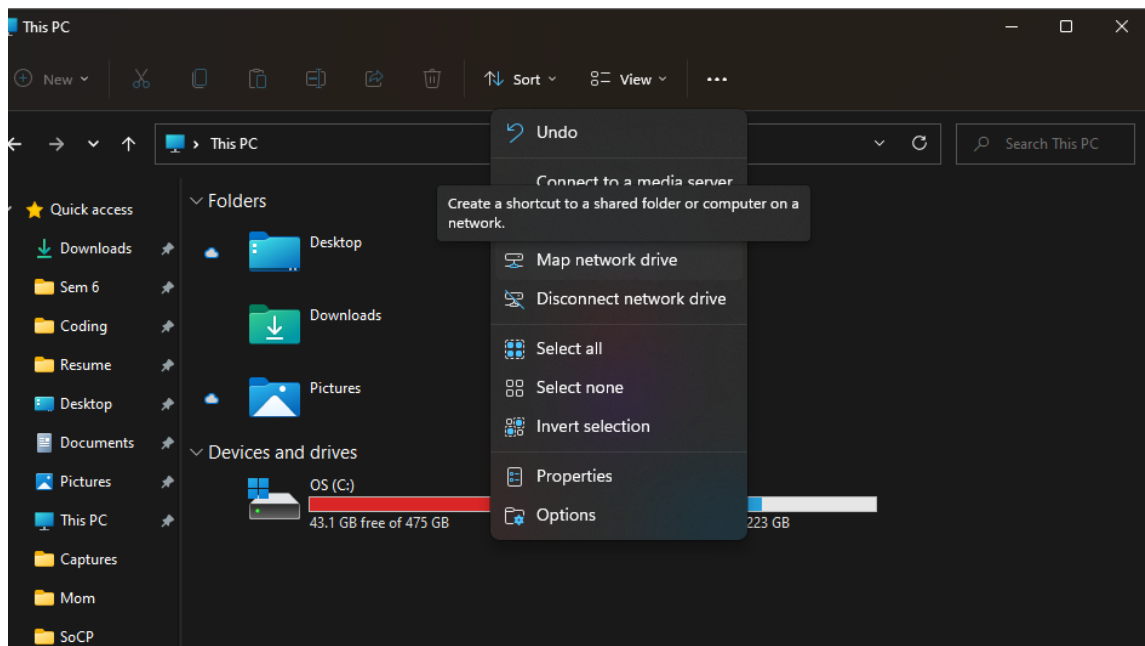 This PC
New
Sort
View
Undo
This PC
Search This PC
Connect to a media server
Create a shortcut to a shared folder or computer on a
network.
Map network drive
Disconnect network drive
Select all
Select none
Invert selection
Properties
Options
Quick access
Downloads
Sem 6
Coding
Resume
Desktop
Documents
Pictures
This PC
Captures
Mom
SoCP
Folders
Desktop
Downloads
Pictures
Devices and drives
OS (C:)
43.1 GB free of 475 GB
223 GB